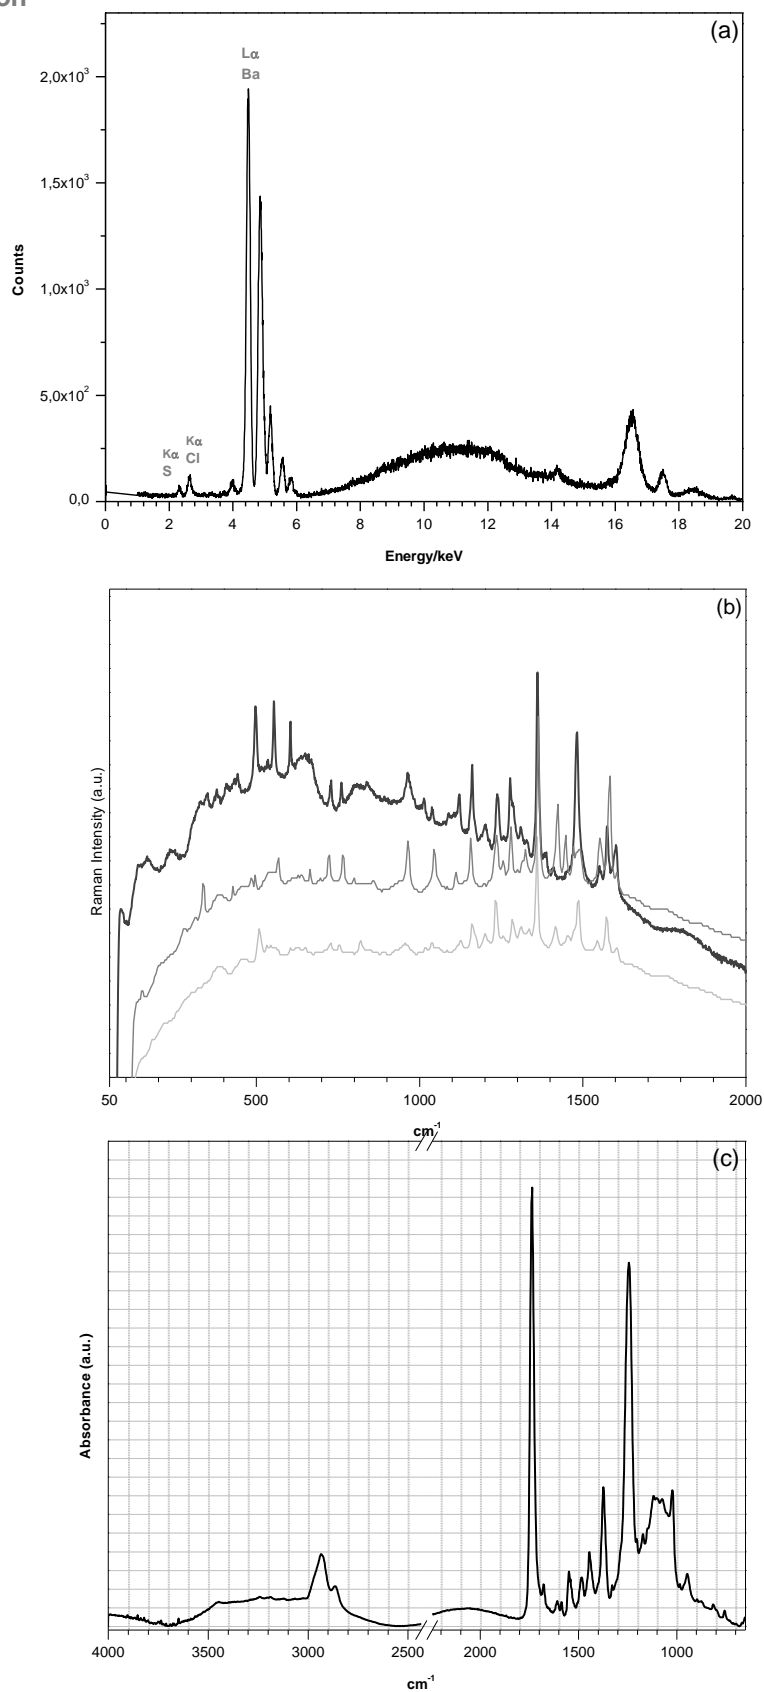 (a)
Lα
Ba
2,0x10³
1,5x10³
1,0x10³
5,0x10²
0,0
Counts
Kα
S
Kα
Cl
0 2 4 6 8 10 12 14 16 18 20
Energy/keV
(b)
Raman Intensity (a.u.)
50 500 1000 1500 2000
cm⁻¹
(c)
Absorbance (a.u.)
4000 3500 3000 2500 2000 1500 1000
cm⁻¹